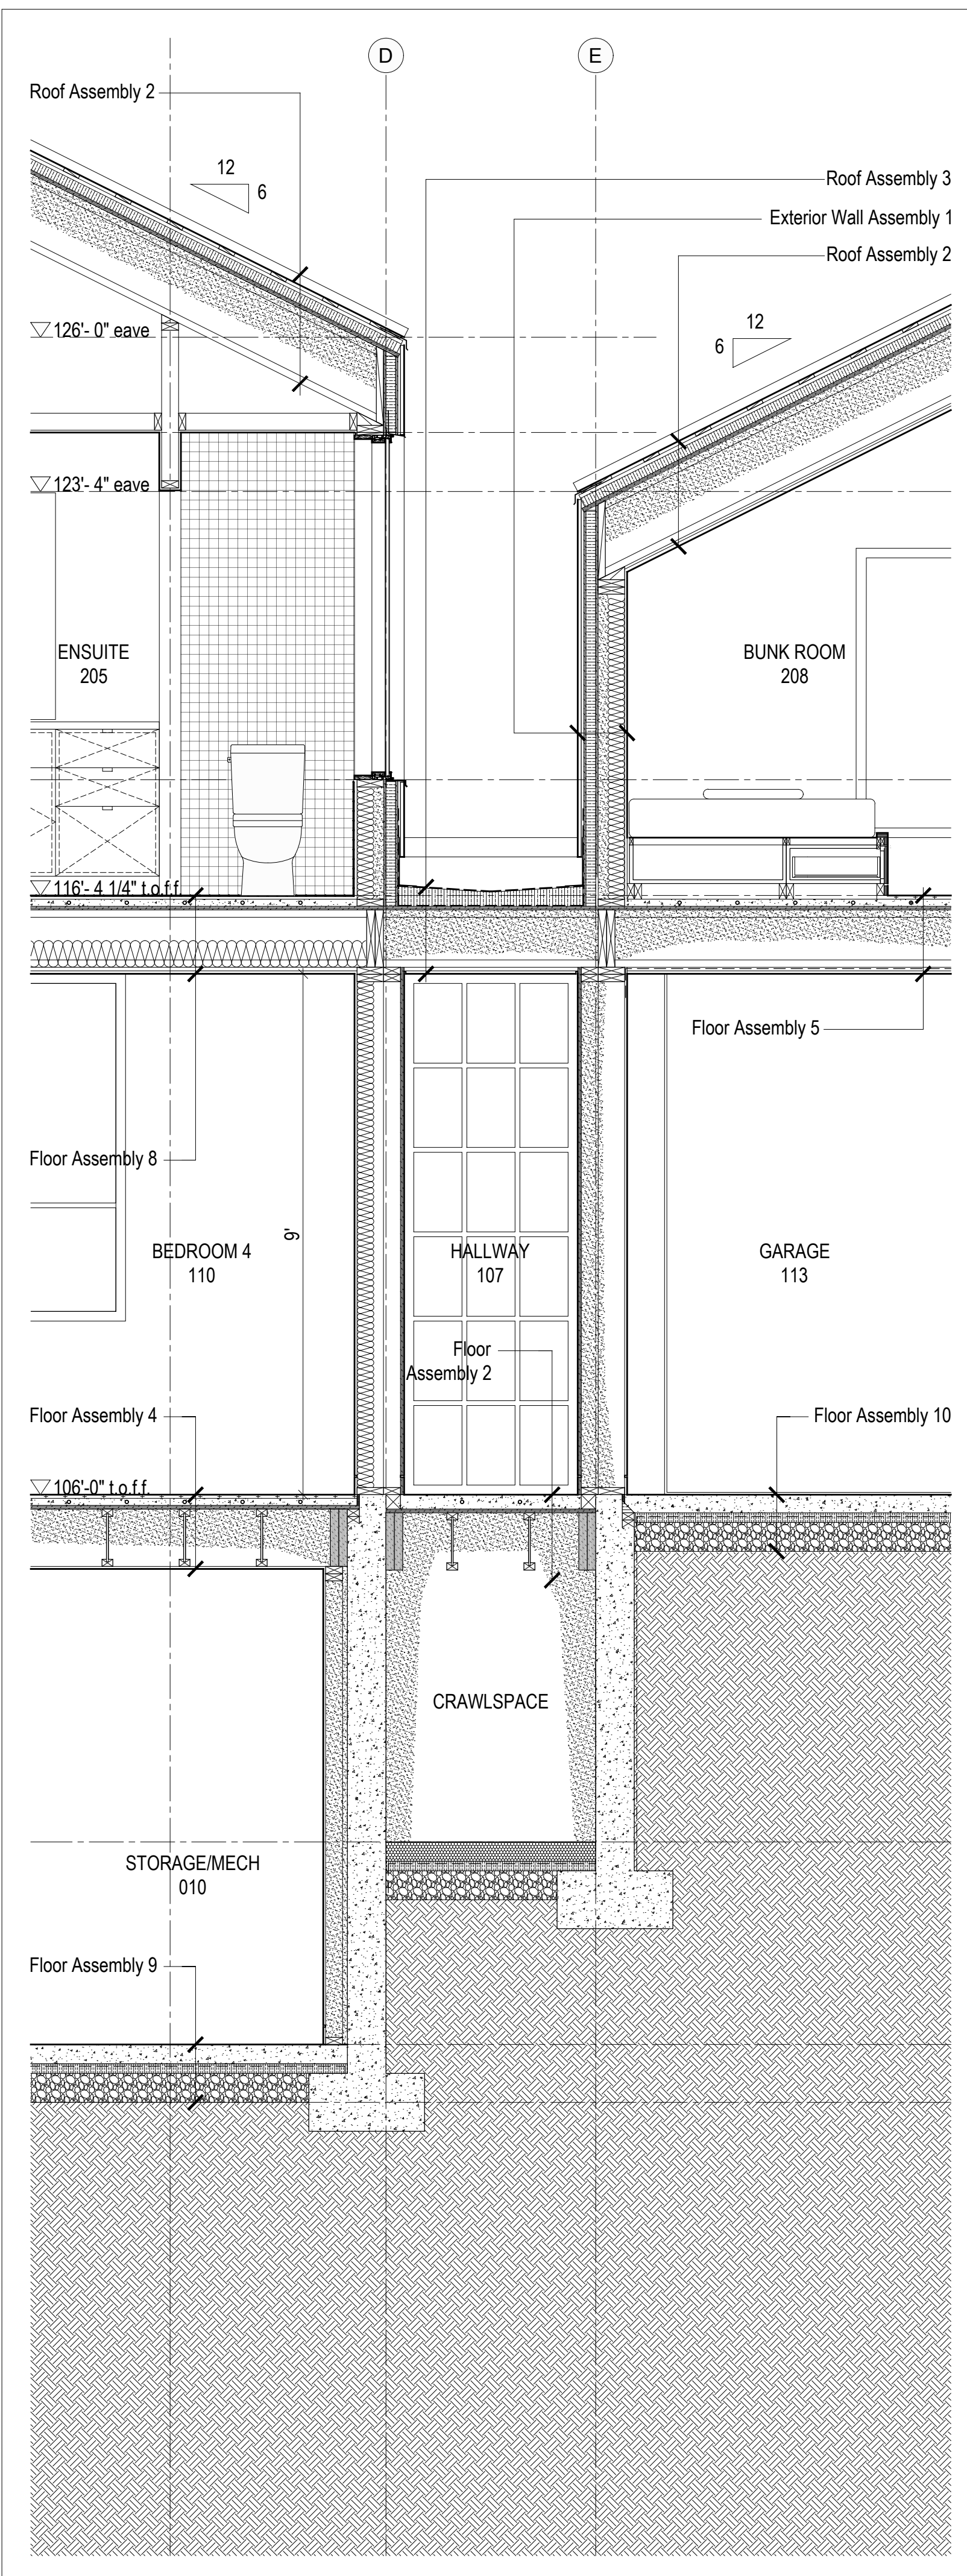 D
E
Roof Assembly 2
12
6
Roof Assembly 3
Exterior Wall Assembly 1
Roof Assembly 2
12
6
126'- 0" eave
123'- 4" eave
ENSUITE
205
BUNK ROOM
208
116'- 4 1/4" t.o.f.f.
Floor Assembly 5
Floor Assembly 8
9'
BEDROOM 4
110
HALLWAY
107
GARAGE
113
Floor
Assembly 2
Floor Assembly 4
Floor Assembly 10
106'-0" t.o.f.f.
CRAWLSPACE
STORAGE/MECH
010
Floor Assembly 9